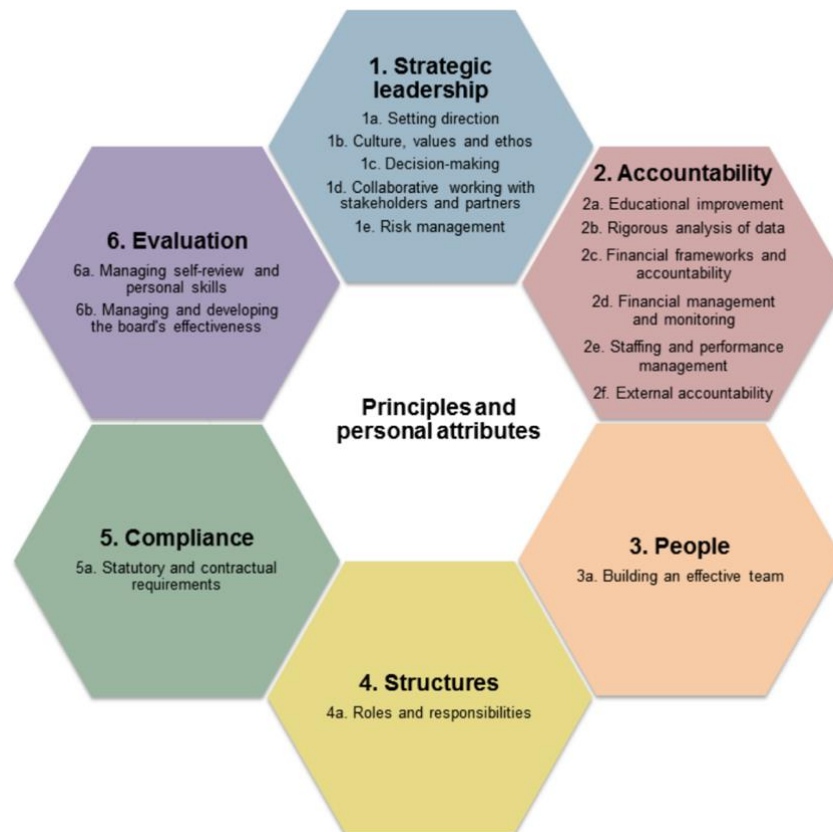 1. Strategic
leadership
1a. Setting direction
1b. Culture, values and ethos
1c. Decision-making
1d. Collaborative working with
stakeholders and partners
1e. Risk management
2. Accountability
2a. Educational improvement
2b. Rigorous analysis of data
2c. Financial frameworks and
accountability
2d. Financial management
and monitoring
2e. Staffing and performance
management
2f. External accountability
3. People
3a. Building an effective team
4. Structures
4a. Roles and responsibilities
5. Compliance
5a. Statutory and contractual
requirements
6. Evaluation
6a. Managing self-review and
personal skills
6b. Managing and developing
the board's effectiveness
Principles and
personal attributes